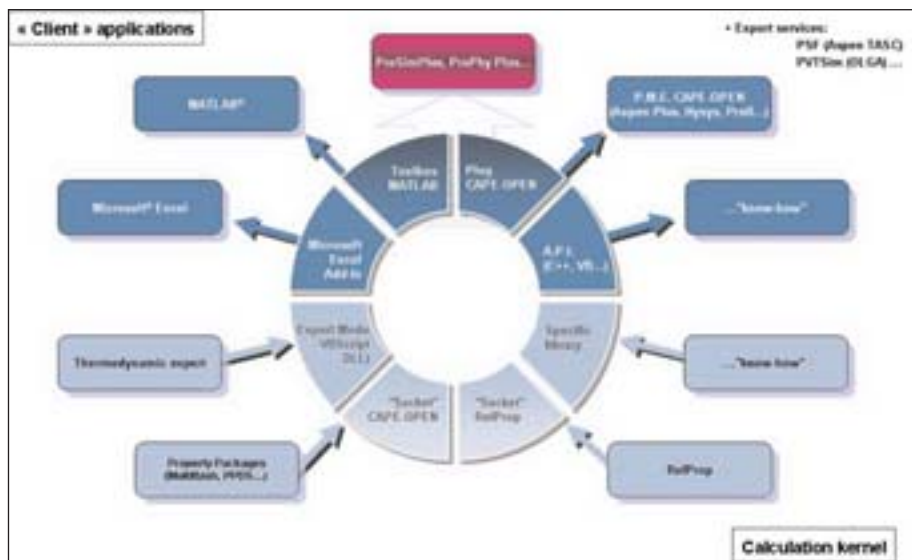 « Client » applications
• Export services:
PSF (Aspen TASC)
PVTSim (OLGA) ...
ProSimPlus, ProPhy Plus...
MATLAB®
P.M.E. CAPE-OPEN
(Aspen Plus, Hysys, ProII...)
Toolbox
MATLAB
Plug
CAPE-OPEN
Microsoft® Excel
Microsoft
Excel
Add-In
A.P.I.
(C++, VB...)
..."know-how"
Thermodynamic expert
Expert Mode
VBScript
DLL)
Specific
library
..."know-how"
"Socket"
CAPE-OPEN
"Socket"
RefProp
Property Packages
(Multiflash, PPDS...)
RefProp
Calculation kernel